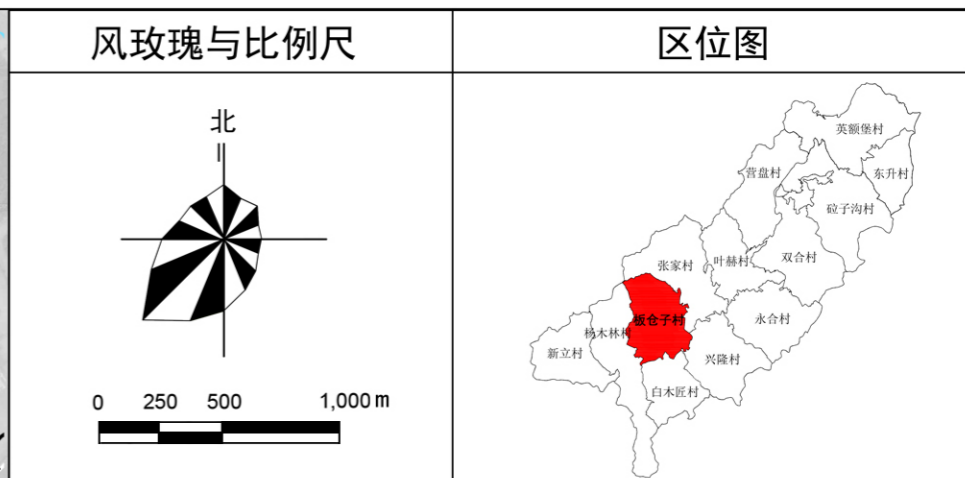 风玫瑰与比例尺
区位图
北
0 250 500 1,000 m
英额堡村
东升村
营盘村
砬子沟村
双合村
叶赫村
张家村
永合村
板仓子村
杨木林村
兴隆村
新立村
白木匠村